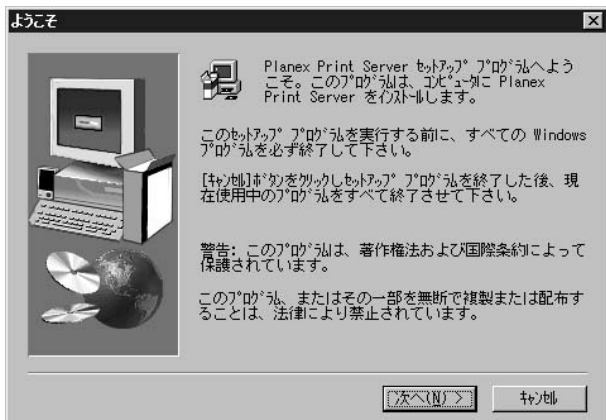 ようこそ
Planex Print Server ｾｯﾄｱｯﾌﾟ ﾌﾟﾛｸﾞﾗﾑへよう
こそ。このﾌﾟﾛｸﾞﾗﾑは、ｺﾝﾋﾟｭｰﾀに Planex
Print Server をｲﾝｽﾄｰﾙします。
このｾｯﾄｱｯﾌﾟ ﾌﾟﾛｸﾞﾗﾑを実行する前に、すべての Windows
ﾌﾟﾛｸﾞﾗﾑを必ず終了して下さい。
[ｷｬﾝｾﾙ]ﾎﾞﾀﾝをｸﾘｯｸしｾｯﾄｱｯﾌﾟ ﾌﾟﾛｸﾞﾗﾑを終了した後、現
在使用中のﾌﾟﾛｸﾞﾗﾑをすべて終了させて下さい。
警告: このﾌﾟﾛｸﾞﾗﾑは、著作権法および国際条約によって
保護されています。
このﾌﾟﾛｸﾞﾗﾑ、またはその一部を無断で複製または配布す
ることは、法律により禁止されています。
次へ(N) >
ｷｬﾝｾﾙ